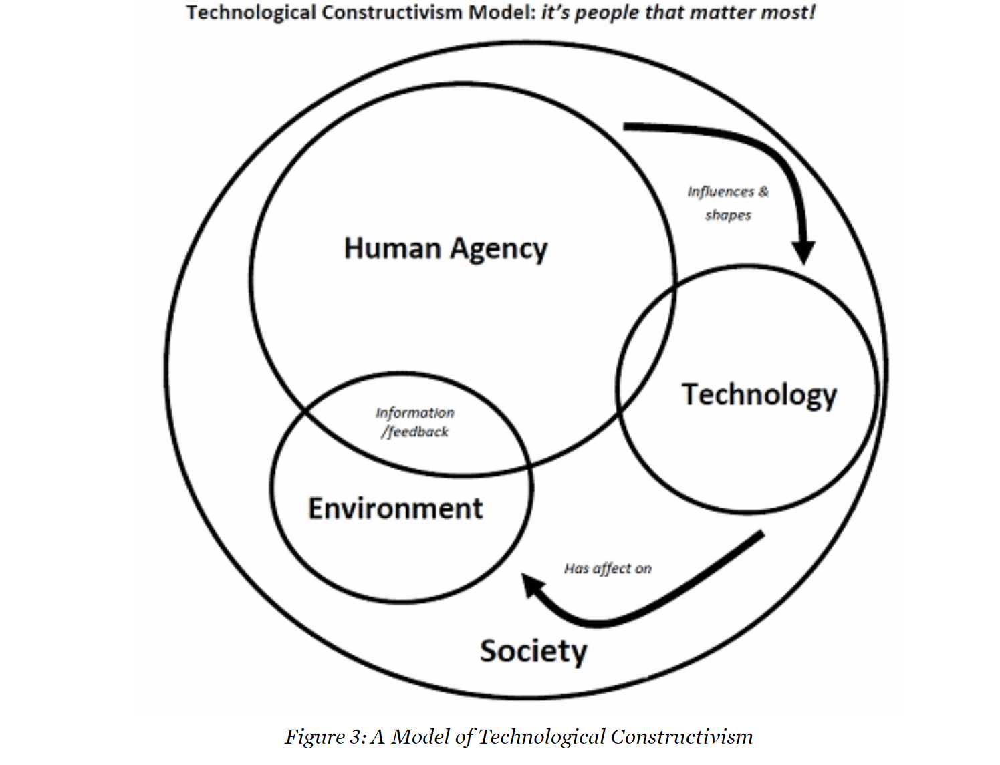 Technological Constructivism Model: it's people that matter most!
Influences &
shapes
Human Agency
Technology
Information
/feedback
Environment
Has affect on
Society
Figure 3: A Model of Technological Constructivism